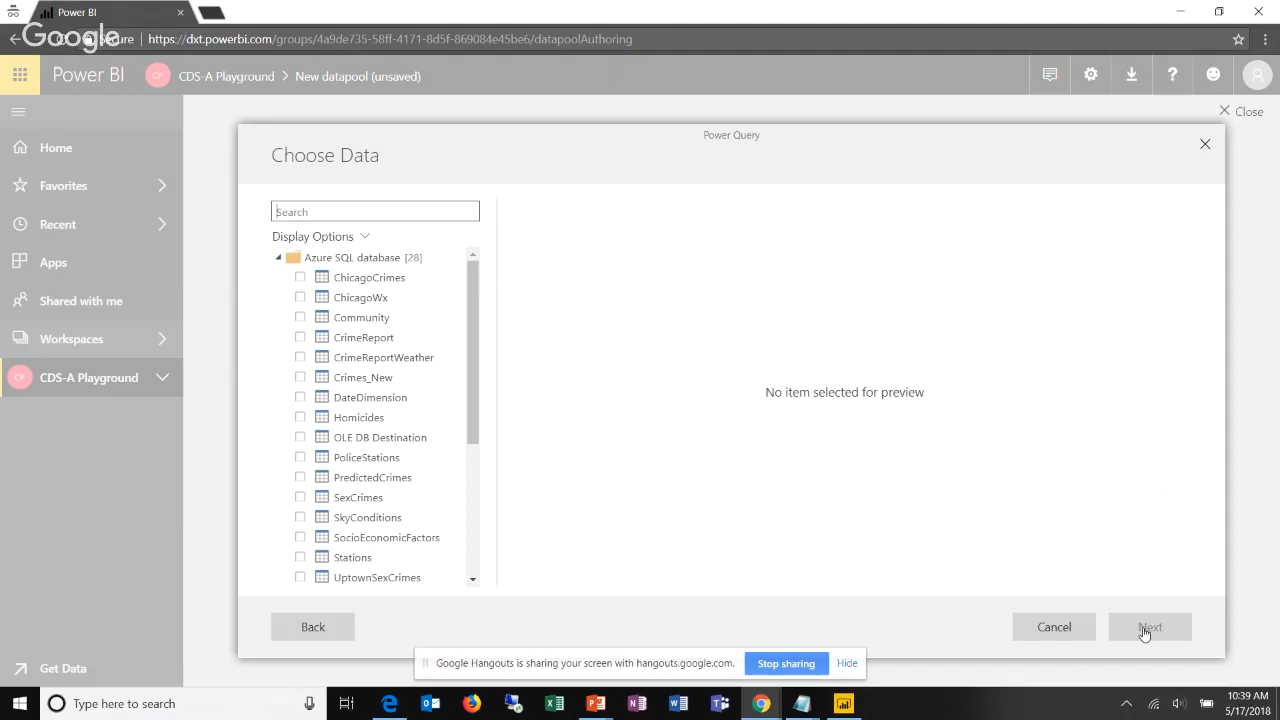 Power BI
Google
Secure
https://dxt.powerbi.com/groups/4a9de735-58ff-4171-8d5f-869084e45be6/datapoolAuthoring
Power BI
CP
CDS-A Playground
New datapool (unsaved)
Close
Home
Favorites
Recent
Apps
Shared with me
Workspaces
CP
CDS-A Playground
Get Data
Power Query
Choose Data
Search
Display Options
Azure SQL database [28]
ChicagoCrimes
ChicagoWx
Community
CrimeReport
CrimeReportWeather
Crimes_New
DateDimension
Homicides
OLE DB Destination
PoliceStations
PredictedCrimes
SexCrimes
SkyConditions
SocioEconomicFactors
Stations
UptownSexCrimes
No item selected for preview
Back
Cancel
Next
Google Hangouts is sharing your screen with hangouts.google.com.
Stop sharing
Hide
Type here to search
10:39 AM
5/17/2018